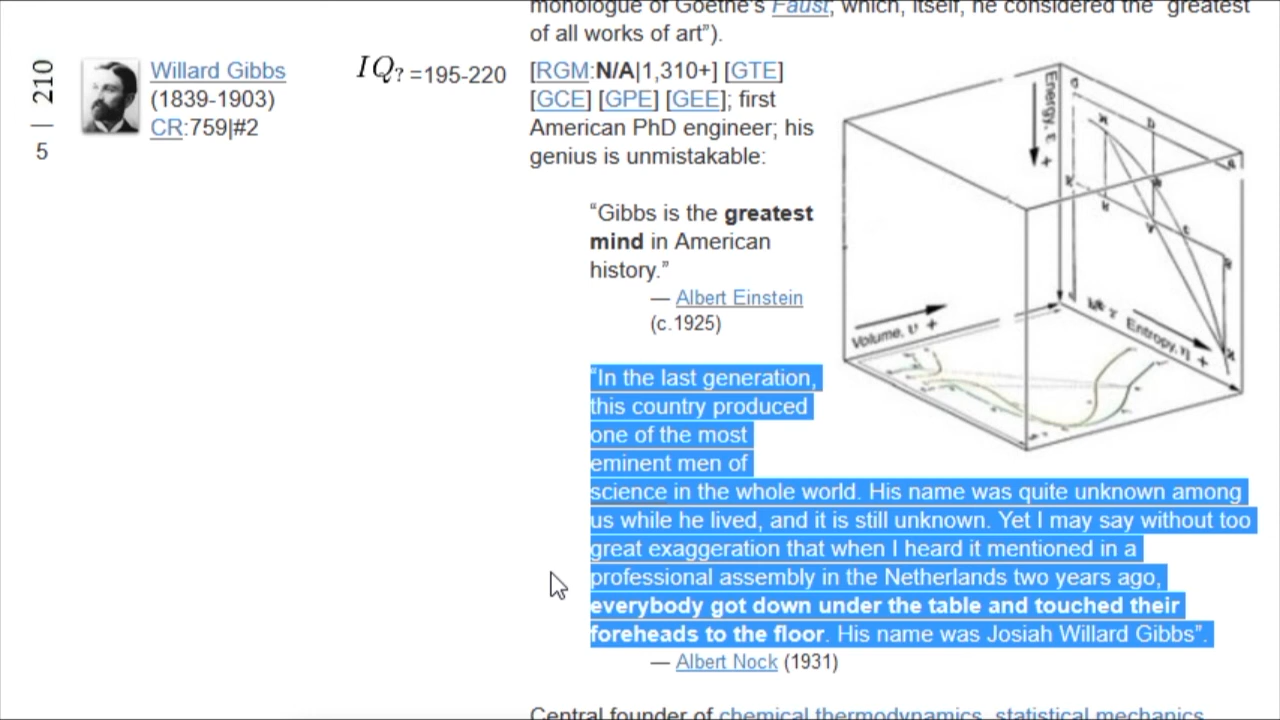 monologue of Goethe's Faust; which, itself, he considered the “greatest
of all works of art”).
210
5
Willard Gibbs
(1839-1903)
CR:759|#2
IQ? =195-220
[RGM:N/A|1,310+] [GTE]
[GCE] [GPE] [GEE]; first
American PhD engineer; his
genius is unmistakable:
“Gibbs is the greatest
mind in American
history.”
— Albert Einstein
(c.1925)
“In the last generation,
this country produced
one of the most
eminent men of
science in the whole world. His name was quite unknown among
us while he lived, and it is still unknown. Yet I may say without too
great exaggeration that when I heard it mentioned in a
professional assembly in the Netherlands two years ago,
everybody got down under the table and touched their
foreheads to the floor. His name was Josiah Willard Gibbs”.
— Albert Nock (1931)
Central founder of chemical thermodynamics, statistical mechanics,
Energy, ε +
Volume, υ +
Entropy, η +